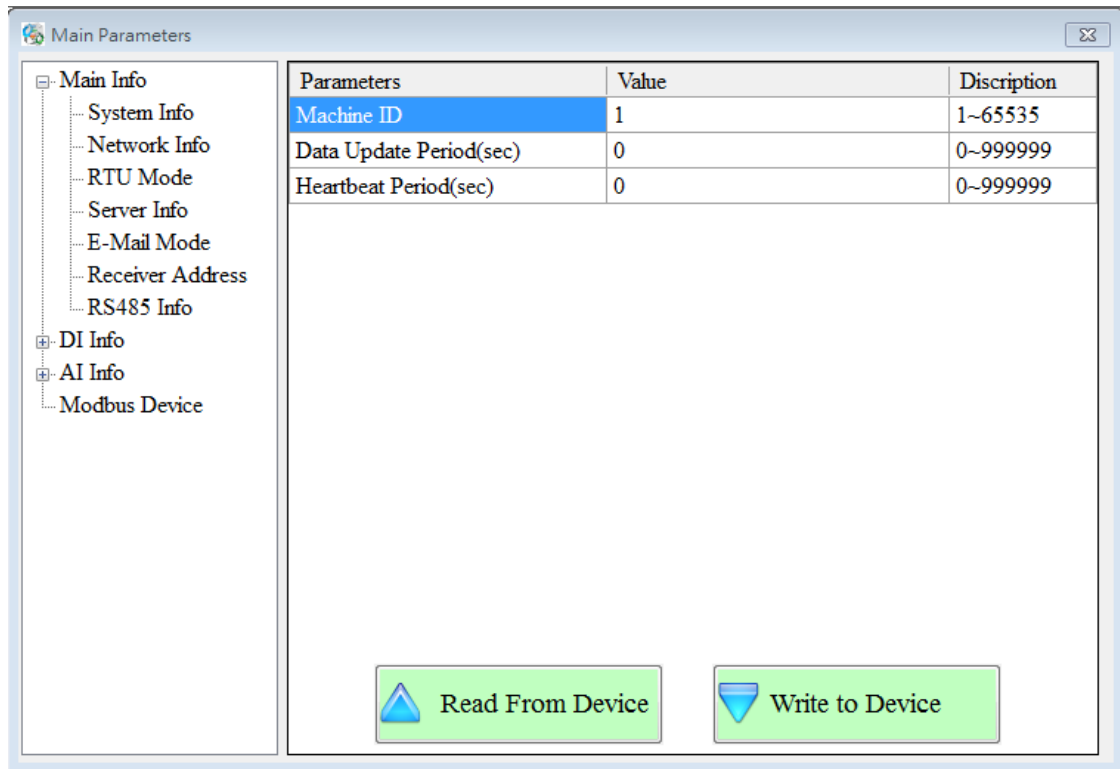 Main Parameters
Main Info
System Info
Network Info
RTU Mode
Server Info
E-Mail Mode
Receiver Address
RS485 Info
DI Info
AI Info
Modbus Device
Parameters Value Discription
Machine ID 1 1~65535
Data Update Period(sec) 0 0~999999
Heartbeat Period(sec) 0 0~999999
Read From Device
Write to Device